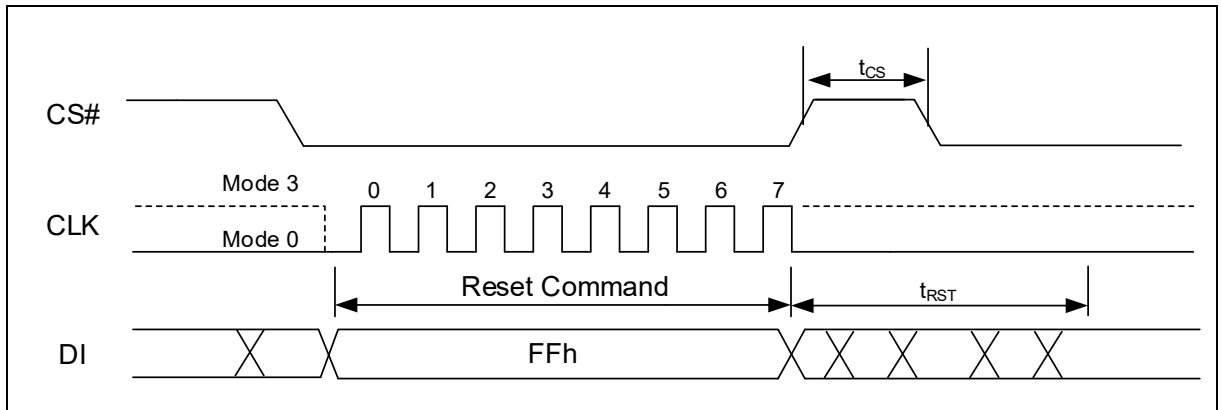 tCS
CS#
Mode 3
0 1 2 3 4 5 6 7
CLK
Mode 0
Reset Command
tRST
DI
FFh